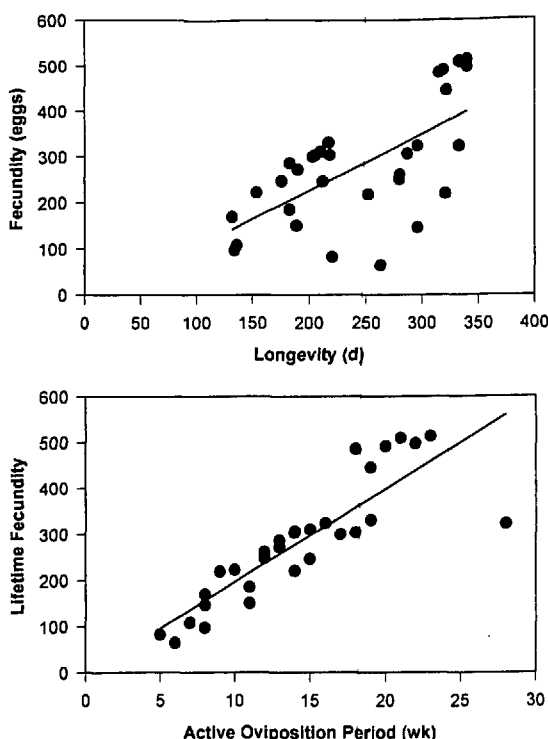 600
500
400
300
200
100
0
Fecundity (eggs)
0 50 100 150 200 250 300 350 400
Longevity (d)
600
500
400
300
200
100
0
Lifetime Fecundity
0 5 10 15 20 25 30
Active Oviposition Period (wk)